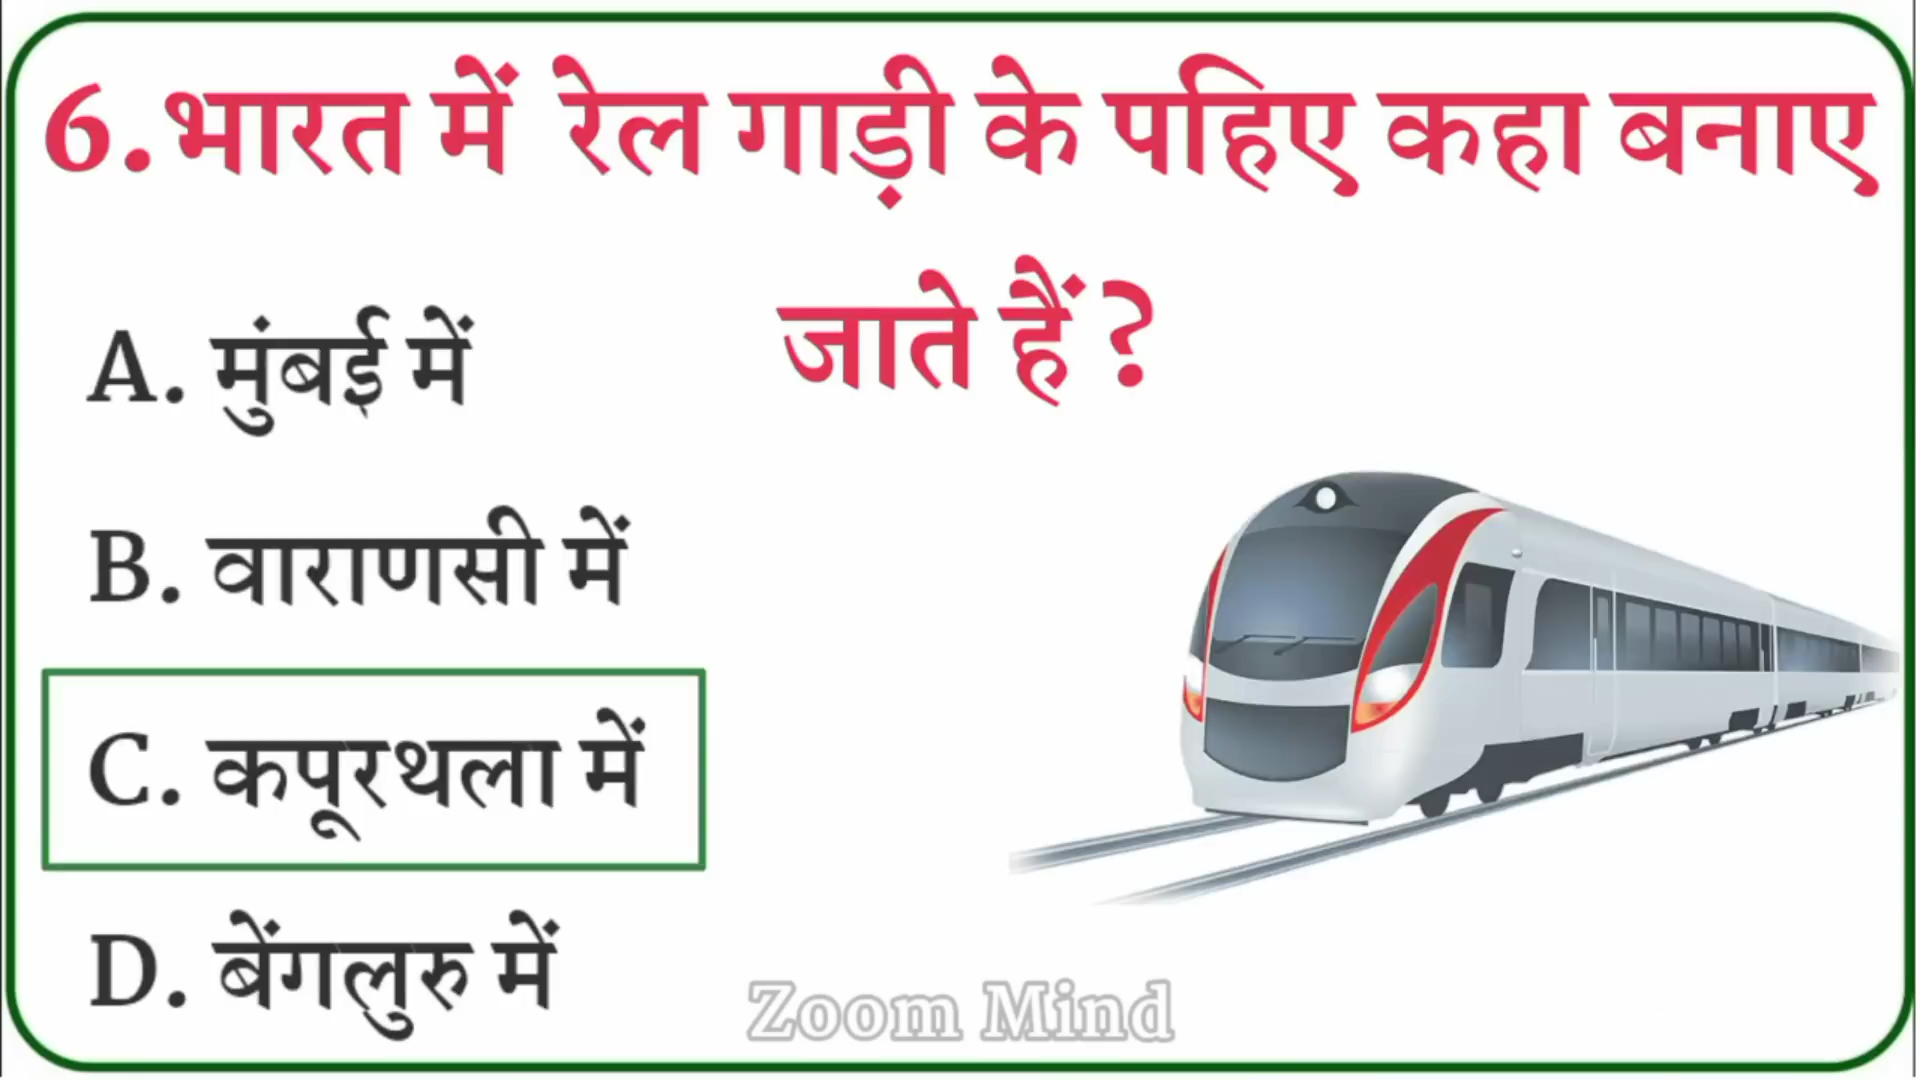 6.भारत में रेल गाड़ी के पहिए कहा बनाए
जाते हैं?
A. मुंबई में
B. वाराणसी में
C. कपूरथला में
D. बेंगलुरु में
Zoom Mind